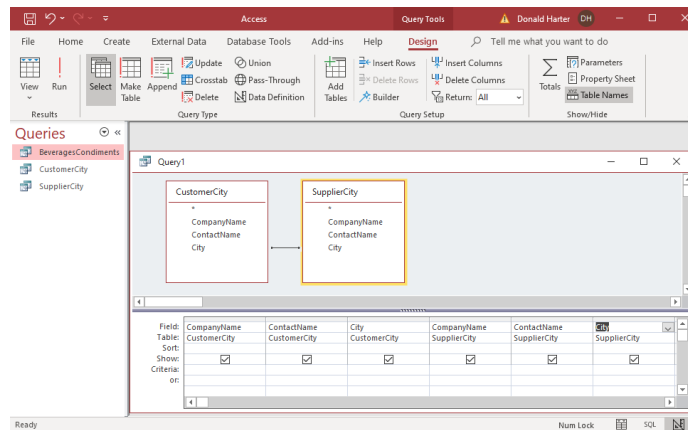 Access
Query Tools
Donald Harter
DH
File Home Create External Data Database Tools Add-ins Help Design Tell me what you want to do
View
Run
Select
Make Table
Append
Update
Crosstab
Delete
Union
Pass-Through
Data Definition
Add Tables
Insert Rows
Delete Rows
Builder
Insert Columns
Delete Columns
Return: All
Totals
Parameters
Property Sheet
Table Names
Results Query Type Query Setup Show/Hide
Queries
BeveragesCondiments
CustomerCity
SupplierCity
Query1
CustomerCity
*
CompanyName
ContactName
City
SupplierCity
*
CompanyName
ContactName
City
Field: CompanyName ContactName City CompanyName ContactName City
Table: CustomerCity CustomerCity CustomerCity SupplierCity SupplierCity SupplierCity
Sort:
Show:
Criteria:
or:
Ready Num Lock SQL